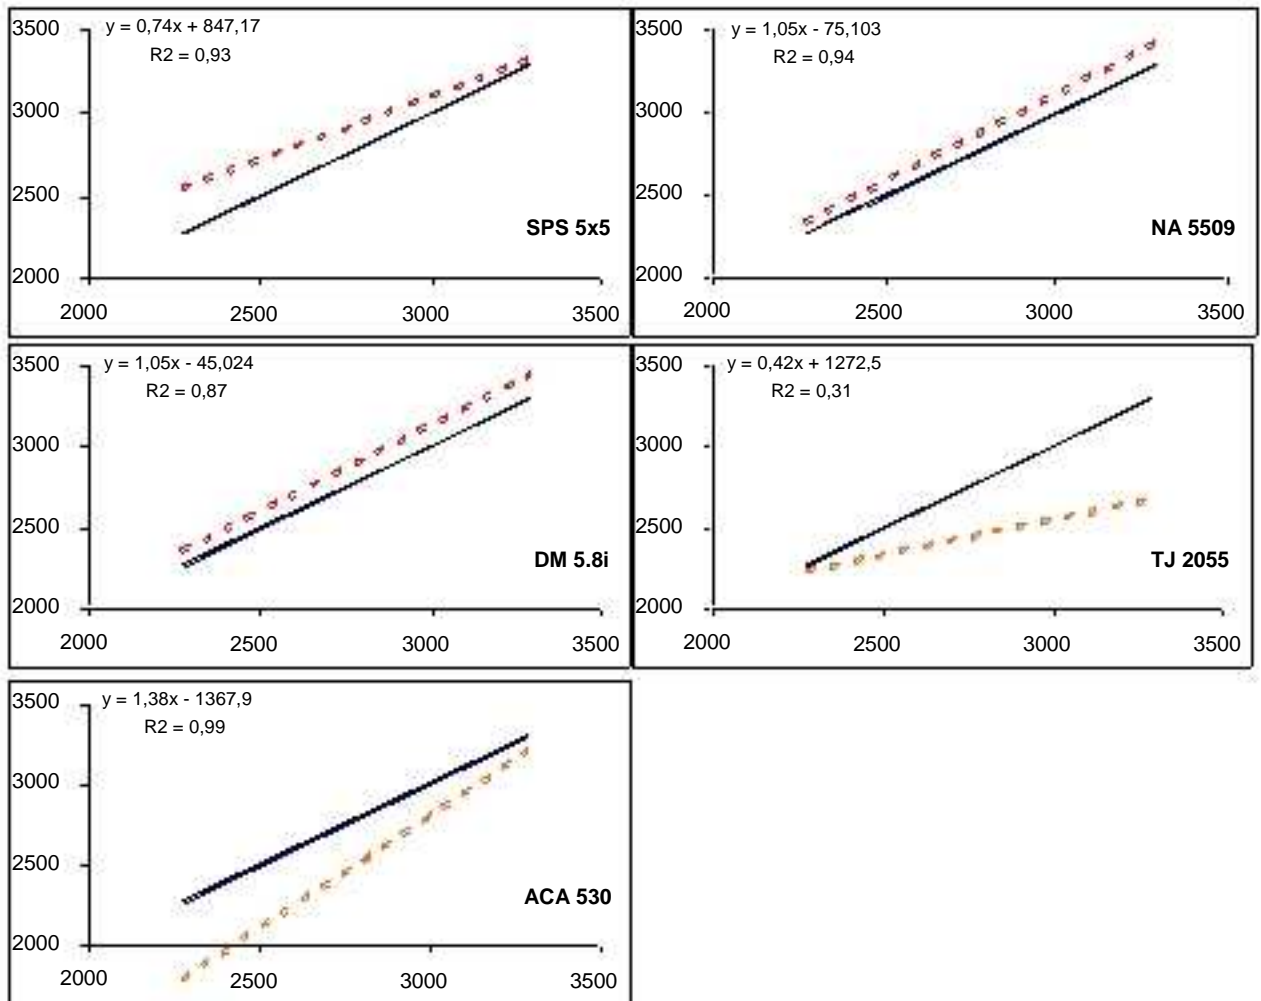 y = 0,74x + 847,17
R2 = 0,93
3500
3000
2500
2000
SPS 5x5
2000 2500 3000 3500
y = 1,05x - 75,103
R2 = 0,94
3500
3000
2500
2000
NA 5509
2000 2500 3000 3500
y = 1,05x - 45,024
R2 = 0,87
3500
3000
2500
2000
DM 5.8i
2000 2500 3000 3500
y = 0,42x + 1272,5
R2 = 0,31
3500
3000
2500
2000
TJ 2055
2000 2500 3000 3500
y = 1,38x - 1367,9
R2 = 0,99
3500
3000
2500
2000
ACA 530
2000 2500 3000 3500